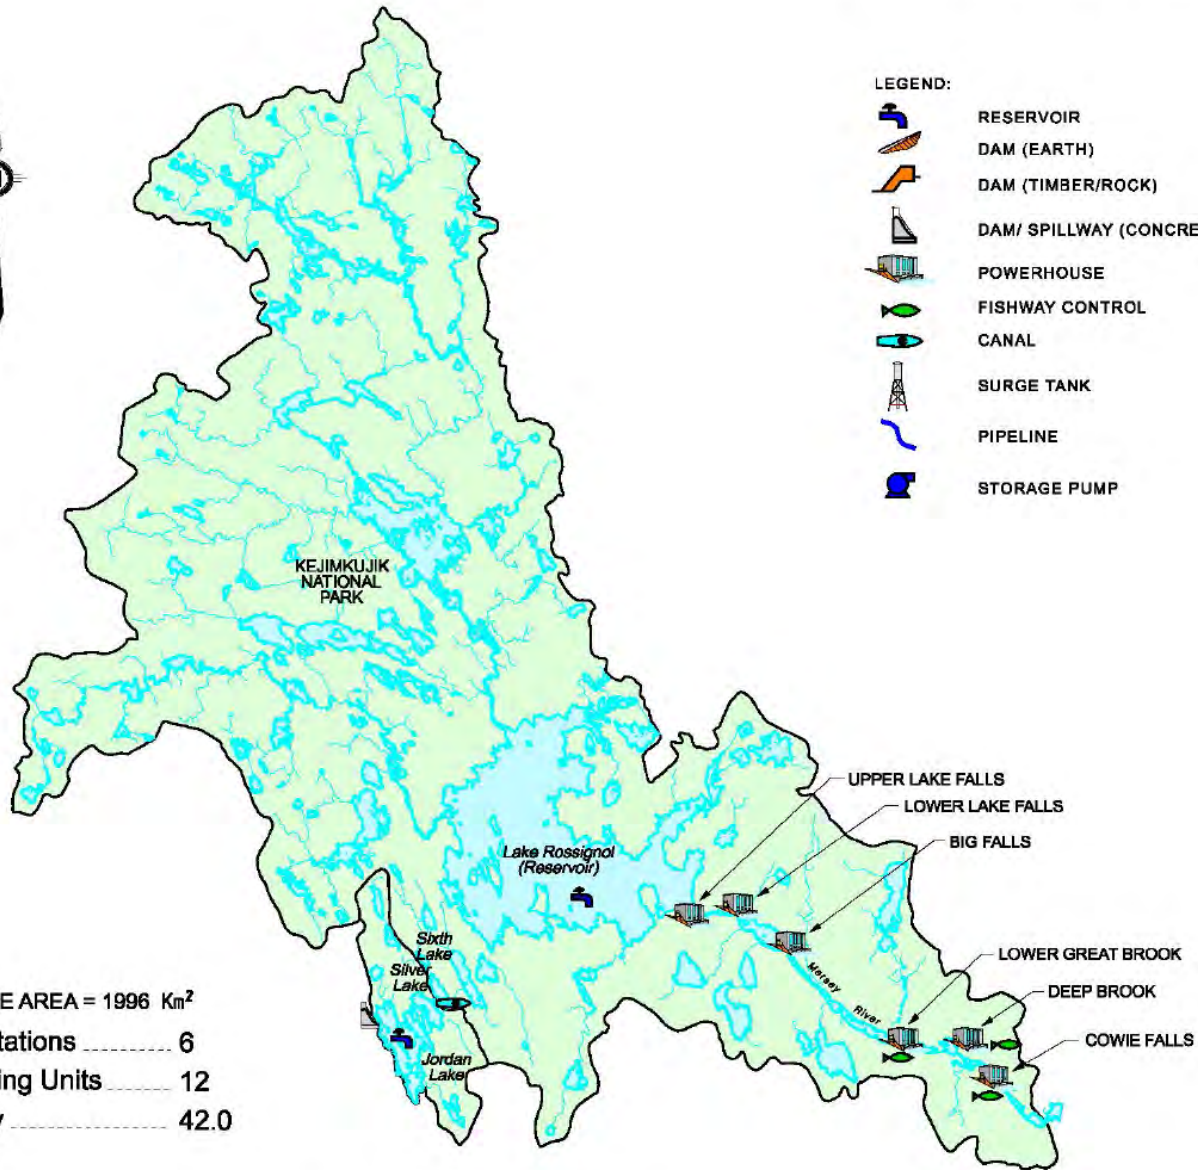 LEGEND:
RESERVOIR
DAM (EARTH)
DAM (TIMBER/ROCK)
DAM/ SPILLWAY (CONCRE
POWERHOUSE
FISHWAY CONTROL
CANAL
SURGE TANK
PIPELINE
STORAGE PUMP
KEJIMKUJIK
NATIONAL
PARK
UPPER LAKE FALLS
LOWER LAKE FALLS
BIG FALLS
Lake Rossignol
(Reservoir)
Sixth
Lake
Silver
Lake
Mersey
River
LOWER GREAT BROOK
DEEP BROOK
COWIE FALLS
Jordan
Lake
E AREA = 1996 Km²
tations 6
ing Units 12
42.0